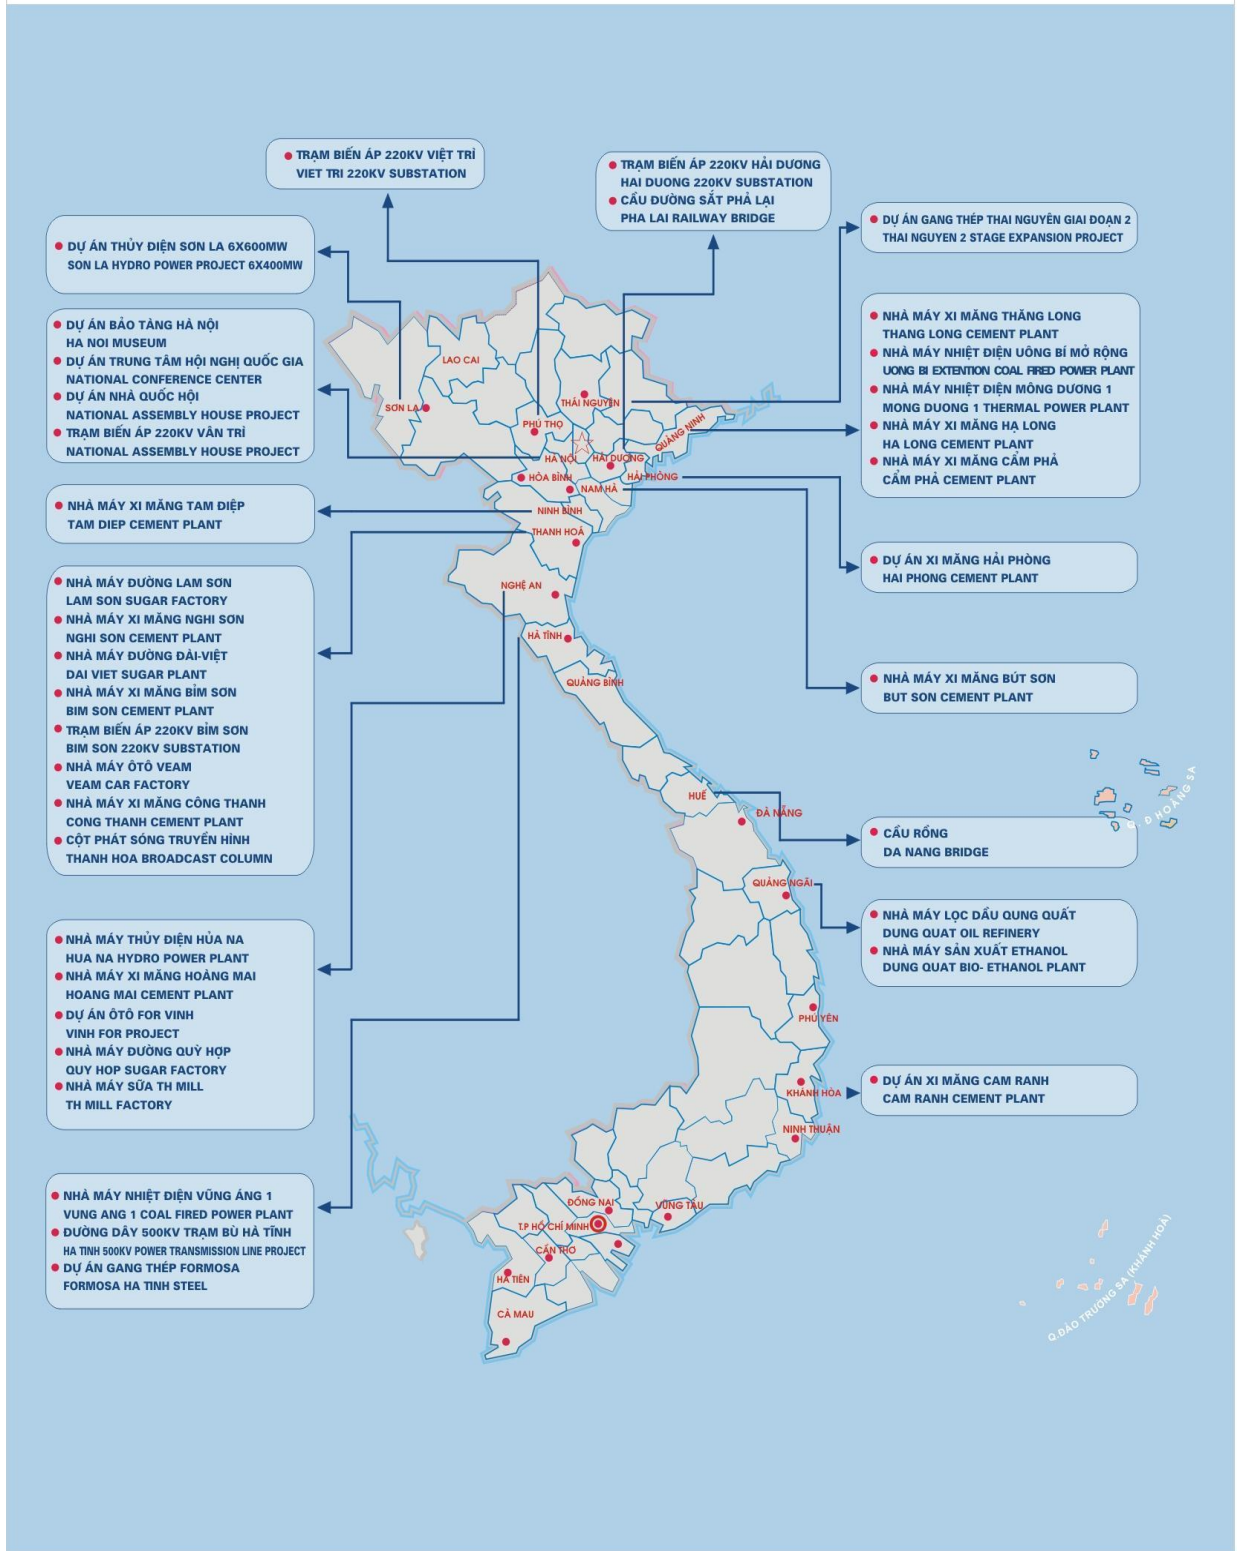 TRẠM BIẾN ÁP 220KV VIỆT TRÌ
VIET TRI 220KV SUBSTATION
TRẠM BIẾN ÁP 220KV HẢI DƯƠNG
HAI DUONG 220KV SUBSTATION
CẦU ĐƯỜNG SẮT PHẢ LẠI
PHA LAI RAILWAY BRIDGE
DỰ ÁN THỦY ĐIỆN SƠN LA 6X600MW
SON LA HYDRO POWER PROJECT 6X400MW
DỰ ÁN GANG THÉP THAI NGUYÊN GIAI ĐOẠN 2
THAI NGUYEN 2 STAGE EXPANSION PROJECT
DỰ ÁN BẢO TÀNG HÀ NỘI
HA NOI MUSEUM
DỰ ÁN TRUNG TÂM HỘI NGHỊ QUỐC GIA
NATIONAL CONFERENCE CENTER
DỰ ÁN NHÀ QUỐC HỘI
NATIONAL ASSEMBLY HOUSE PROJECT
TRẠM BIẾN ÁP 220KV VÂN TRÌ
NATIONAL ASSEMBLY HOUSE PROJECT
NHÀ MÁY XI MĂNG THĂNG LONG
THANG LONG CEMENT PLANT
NHÀ MÁY NHIỆT ĐIỆN UÔNG BÍ MỞ RỘNG
UONG BI EXTENTION COAL FIRED POWER PLANT
NHÀ MÁY NHIỆT ĐIỆN MÔNG DƯƠNG 1
MONG DUONG 1 THERMAL POWER PLANT
NHÀ MÁY XI MĂNG HẠ LONG
HA LONG CEMENT PLANT
NHÀ MÁY XI MĂNG CẨM PHẢ
CẨM PHẢ CEMENT PLANT
NHÀ MÁY XI MĂNG TAM DIỆP
TAM DIEP CEMENT PLANT
DỰ ÁN XI MĂNG HẢI PHÒNG
HAI PHONG CEMENT PLANT
NHÀ MÁY ĐƯỜNG LAM SƠN
LAM SON SUGAR FACTORY
NHÀ MÁY XI MĂNG NGHI SƠN
NGHI SON CEMENT PLANT
NHÀ MÁY ĐƯỜNG ĐÀI-VIỆT
DAI VIET SUGAR PLANT
NHÀ MÁY XI MĂNG BỈM SƠN
BIM SON CEMENT PLANT
TRẠM BIẾN ÁP 220KV BỈM SƠN
BIM SON 220KV SUBSTATION
NHÀ MÁY ÔTÔ VEAM
VEAM CAR FACTORY
NHÀ MÁY XI MĂNG CÔNG THANH
CONG THANH CEMENT PLANT
CỘT PHÁT SÓNG TRUYỀN HÌNH
THANH HOA BROADCAST COLUMN
NHÀ MÁY XI MĂNG BÚT SƠN
BUT SON CEMENT PLANT
CẦU RỒNG
DA NANG BRIDGE
NHÀ MÁY LỌC DẦU QUNG QUẤT
DUNG QUAT OIL REFINERY
NHÀ MÁY SẢN XUẤT ETHANOL
DUNG QUAT BIO- ETHANOL PLANT
NHÀ MÁY THỦY ĐIỆN HỦA NA
HUA NA HYDRO POWER PLANT
NHÀ MÁY XI MĂNG HOÀNG MAI
HOANG MAI CEMENT PLANT
DỰ ÁN ÔTÔ FOR VINH
VINH FOR PROJECT
NHÀ MÁY ĐƯỜNG QUỲ HỢP
QUY HOP SUGAR FACTORY
NHÀ MÁY SỮA TH MILL
TH MILL FACTORY
DỰ ÁN XI MĂNG CAM RANH
CAM RANH CEMENT PLANT
NHÀ MÁY NHIỆT ĐIỆN VŨNG ÁNG 1
VUNG ANG 1 COAL FIRED POWER PLANT
ĐƯỜNG DÂY 500KV TRẠM BÙ HÀ TĨNH
HA TINH 500KV POWER TRANSMISSION LINE PROJECT
DỰ ÁN GANG THÉP FORMOSA
FORMOSA HA TINH STEEL
LAO CAI
SƠN LA
THÁI NGUYÊN
PHÚ THỌ
QUẢNG NINH
HÀ NỘI
HẢI DƯƠNG
HÒA BÌNH
HẢI PHÒNG
NAM HÀ
NINH BÌNH
THANH HOÁ
NGHỆ AN
HÀ TĨNH
QUẢNG BÌNH
HUẾ
ĐÀ NẴNG
QUẢNG NGÃI
PHÚ YÊN
KHÁNH HÒA
NINH THUẬN
ĐỒNG NAI
VŨNG TÀU
T.P HỒ CHÍ MINH
CẦN THƠ
HÀ TIÊN
CÀ MAU
Q. Đ HOÀNG SA
Q.ĐẢO TRƯỜNG SA (KHÁNH HOÀ)